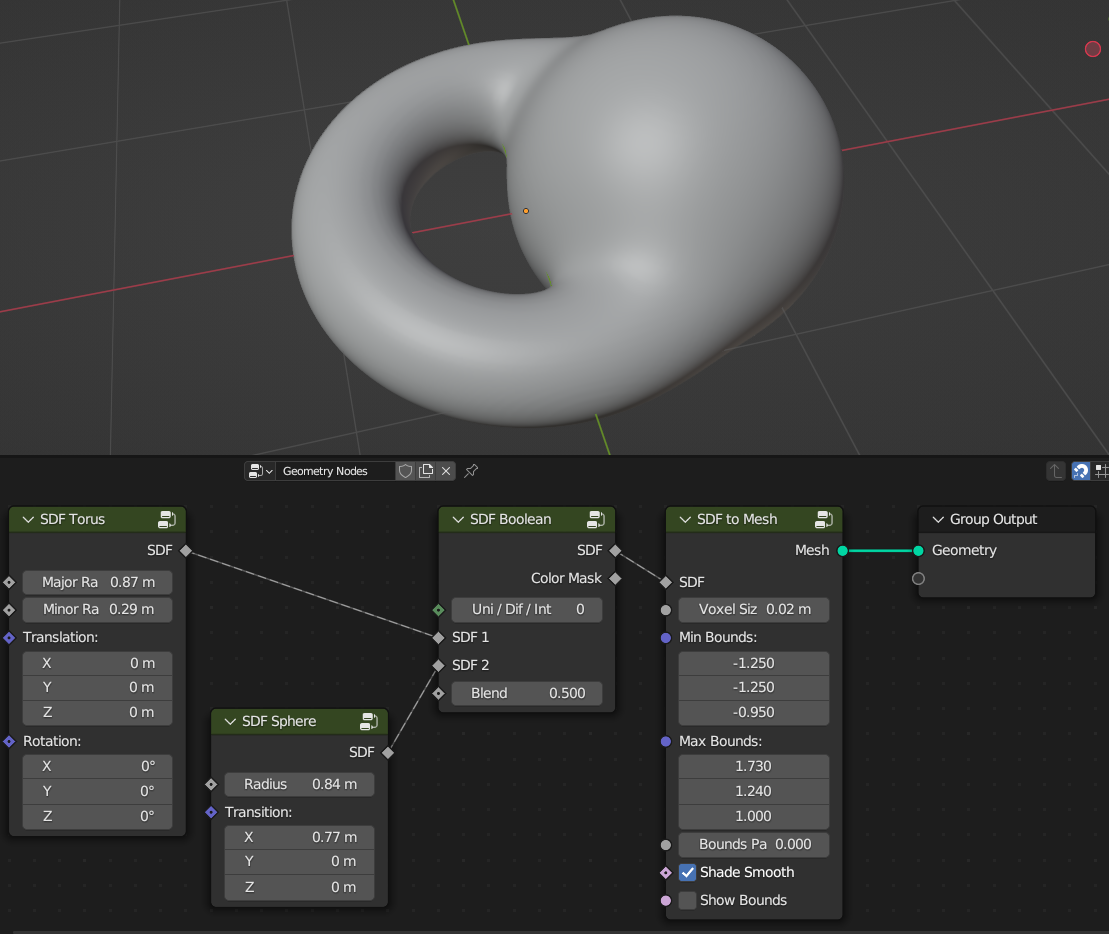 Geometry Nodes
SDF Torus
SDF
Major Ra 0.87 m
Minor Ra 0.29 m
Translation:
X 0 m
Y 0 m
Z 0 m
Rotation:
X 0°
Y 0°
Z 0°
SDF Sphere
SDF
Radius 0.84 m
Transition:
X 0.77 m
Y 0 m
Z 0 m
SDF Boolean
SDF
Color Mask
Uni / Dif / Int 0
SDF 1
SDF 2
Blend 0.500
SDF to Mesh
Mesh
SDF
Voxel Siz 0.02 m
Min Bounds:
-1.250
-1.250
-0.950
Max Bounds:
1.730
1.240
1.000
Bounds Pa 0.000
Shade Smooth
Show Bounds
Group Output
Geometry